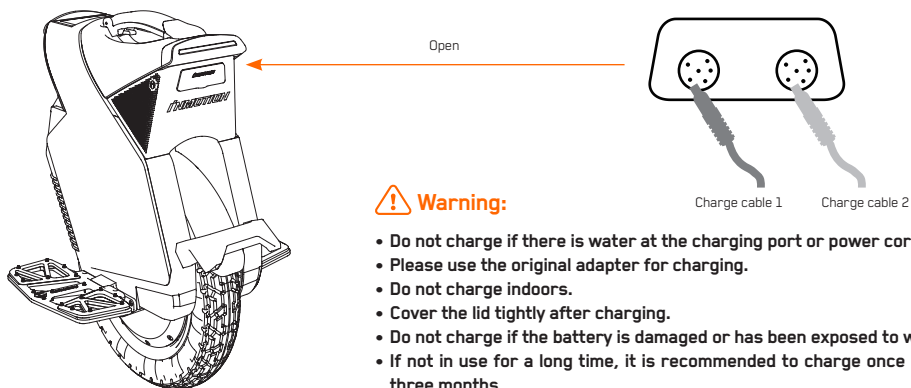 Open
INMOTION
Charge cable 1 Charge cable 2
Warning:
• Do not charge if there is water at the charging port or power
• Please use the original adapter for charging.
• Do not charge indoors.
• Cover the lid tightly after charging.
• Do not charge if the battery is damaged or has been exposed to
• If not in use for a long time, it is recommended to charge once
three months